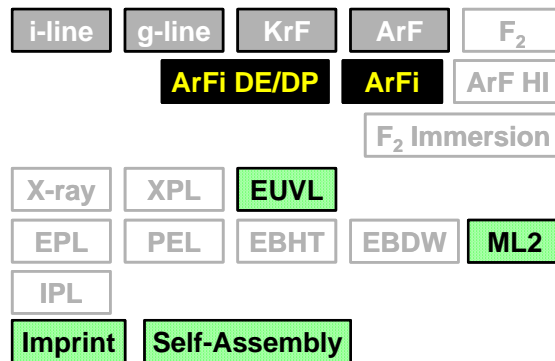 i-line g-line KrF ArF F₂
ArFi DE/DP ArFi ArF HI
F₂ Immersion
X-ray XPL EUVL
EPL PEL EBHT EBDW ML2
IPL
Imprint Self-Assembly